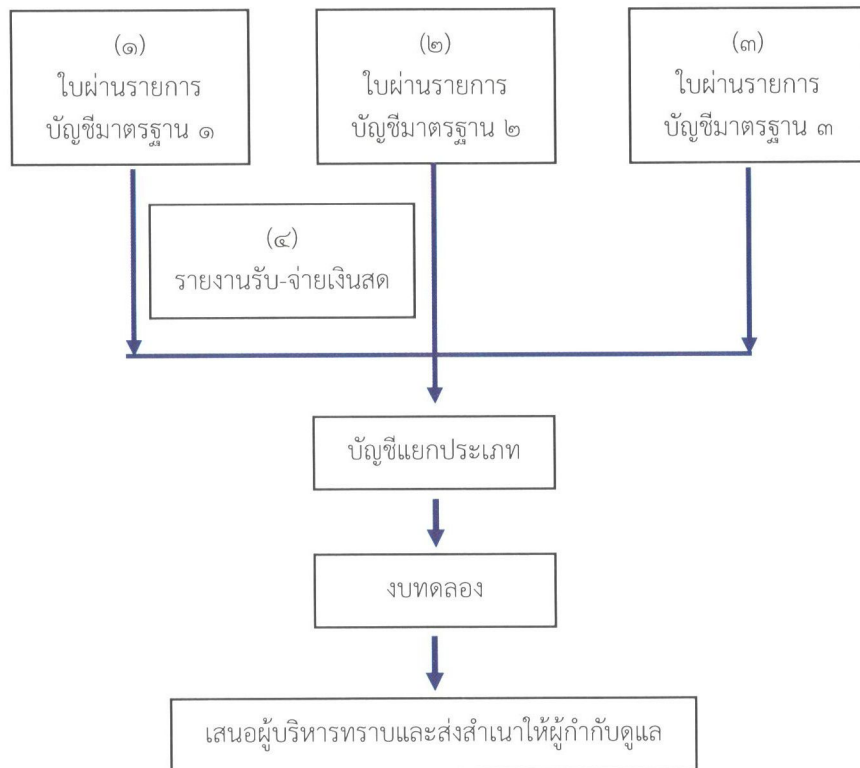 (๑)
ใบผ่านรายการ
บัญชีมาตรฐาน ๑
(๒)
ใบผ่านรายการ
บัญชีมาตรฐาน ๒
(๓)
ใบผ่านรายการ
บัญชีมาตรฐาน ๓
(๔)
รายงานรับ-จ่ายเงินสด
บัญชีแยกประเภท
งบทดลอง
เสนอผู้บริหารทราบและส่งสำเนาให้ผู้กำกับดูแล